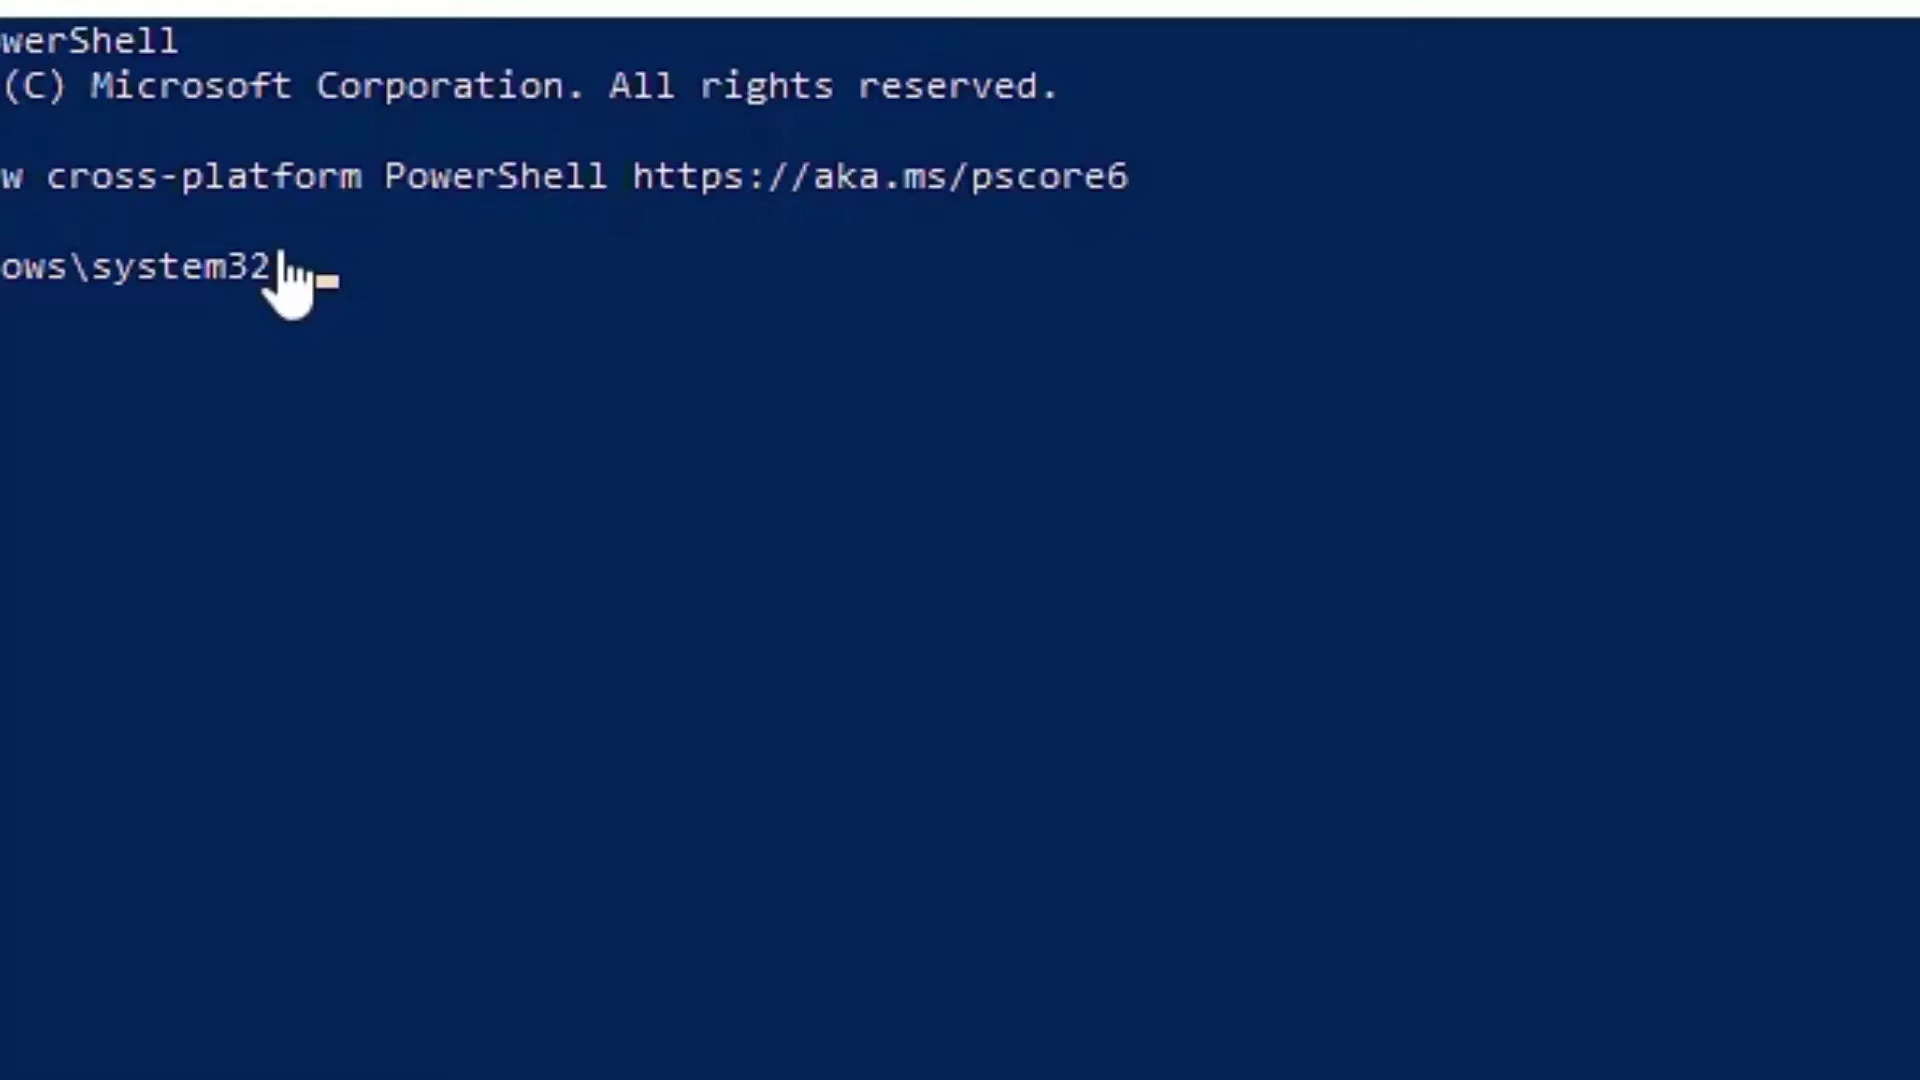 werShell
(C) Microsoft Corporation. All rights reserved.
w cross-platform PowerShell https://aka.ms/pscore6
ows\system32